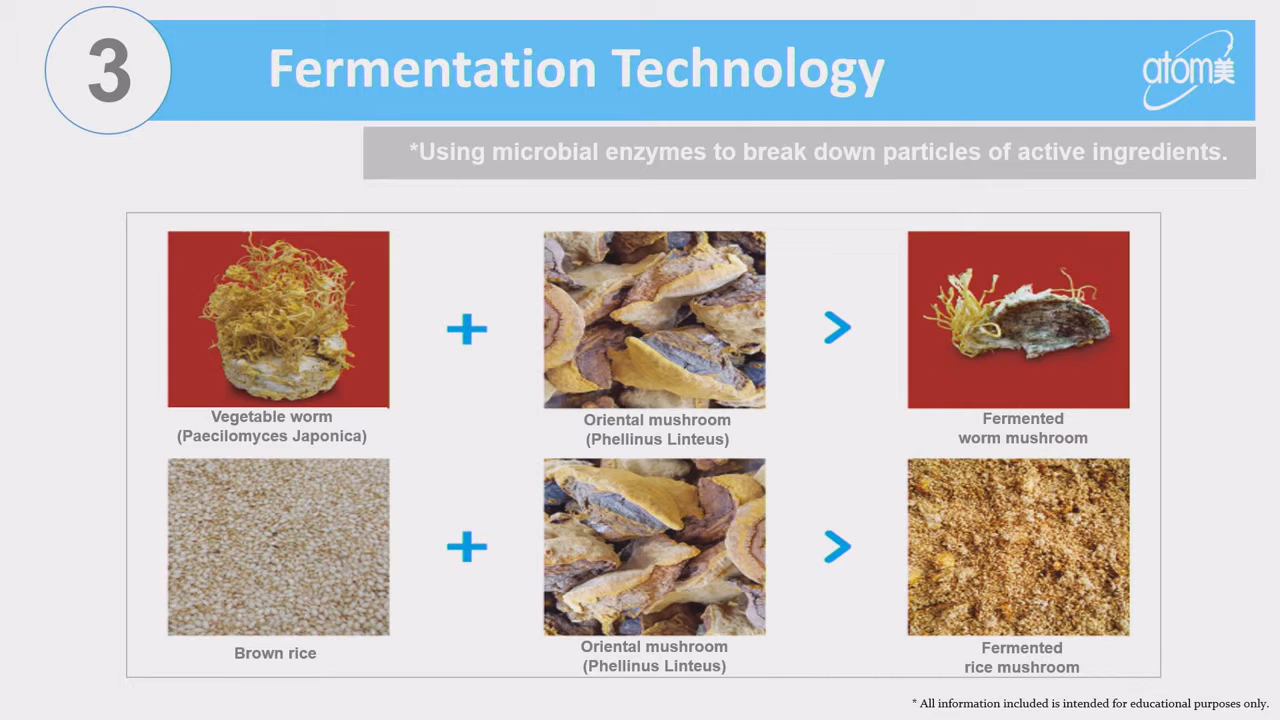 3
Fermentation Technology
atom美
*Using microbial enzymes to break down particles of active ingredients.
+
>
Vegetable worm
(Paecilomyces Japonica)
Oriental mushroom
(Phellinus Linteus)
Fermented
worm mushroom
+
>
Brown rice
Oriental mushroom
(Phellinus Linteus)
Fermented
rice mushroom
* All information included is intended for educational purposes only.